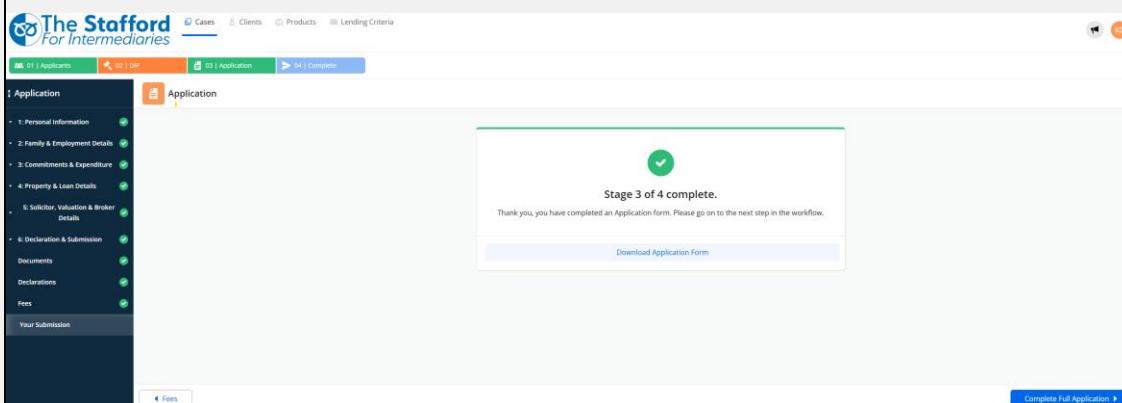 The Stafford
For Intermediaries
Cases
Clients
Products
Lending Criteria
01 | Applicants
02 | DIP
03 | Application
04 | Complete
Application
Application
1: Personal Information
2: Family & Employment Details
3: Commitments & Expenditure
4: Property & Loan Details
5: Solicitor, Valuation & Broker
Details
6: Declaration & Submission
Documents
Declarations
Fees
Your Submission
Stage 3 of 4 complete.
Thank you, you have completed an Application form. Please go on to the next step in the workflow.
Download Application Form
Fees
Complete Full Application